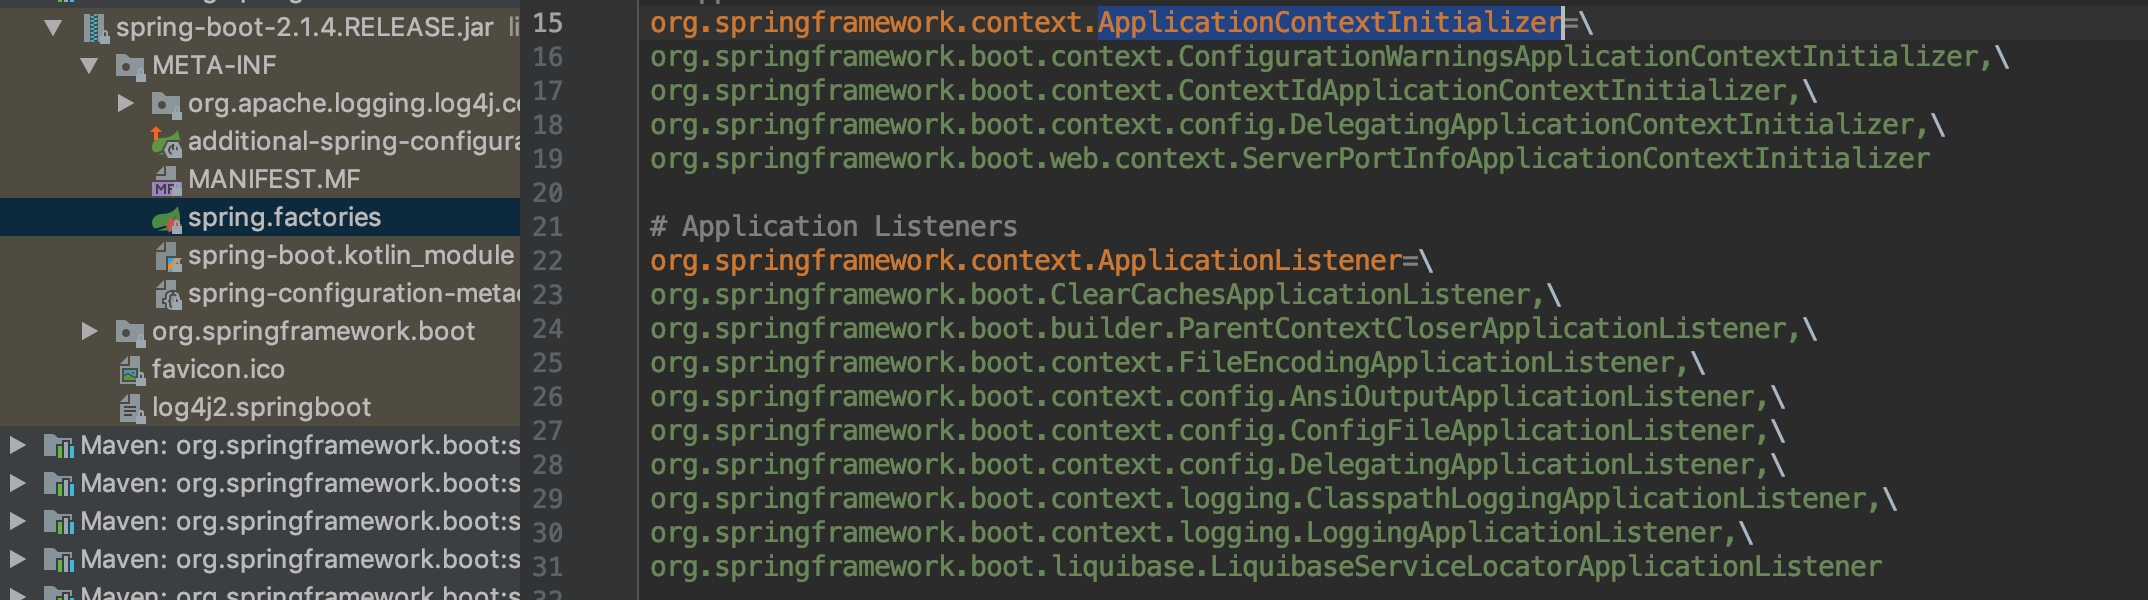 spring-boot-2.1.4.RELEASE.jar li
META-INF
org.apache.logging.log4j.c
additional-spring-configura
MANIFEST.MF
MF
spring.factories
spring-boot.kotlin_module
spring-configuration-meta
org.springframework.boot
favicon.ico
log4j2.springboot
Maven: org.springframework.boot:s
Maven: org.springframework.boot:s
Maven: org.springframework.boot:s
Maven: org.springframework.boot:s
15 org.springframework.context.ApplicationContextInitializer=\
16 org.springframework.boot.context.ConfigurationWarningsApplicationContextInitializer,\
17 org.springframework.boot.context.ContextIdApplicationContextInitializer,\
18 org.springframework.boot.context.config.DelegatingApplicationContextInitializer,\
19 org.springframework.boot.web.context.ServerPortInfoApplicationContextInitializer
20
21 # Application Listeners
22 org.springframework.context.ApplicationListener=\
23 org.springframework.boot.ClearCachesApplicationListener,\
24 org.springframework.boot.builder.ParentContextCloserApplicationListener,\
25 org.springframework.boot.context.FileEncodingApplicationListener,\
26 org.springframework.boot.context.config.AnsiOutputApplicationListener,\
27 org.springframework.boot.context.config.ConfigFileApplicationListener,\
28 org.springframework.boot.context.config.DelegatingApplicationListener,\
29 org.springframework.boot.context.logging.ClasspathLoggingApplicationListener,\
30 org.springframework.boot.context.logging.LoggingApplicationListener,\
31 org.springframework.boot.liquibase.LiquibaseServiceLocatorApplicationListener